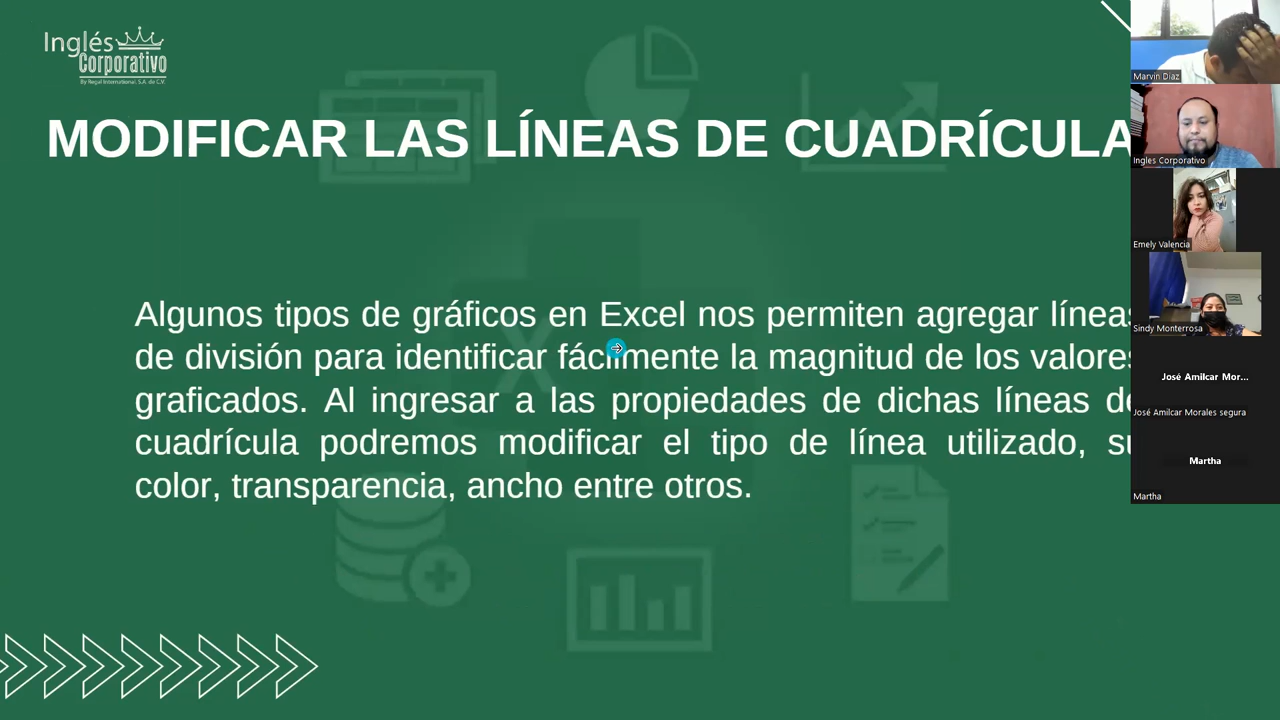 Inglés
Corporativo
By Regal International, S.A. de C.V.
MODIFICAR LAS LÍNEAS DE CUADRÍCULA
Algunos tipos de gráficos en Excel nos permiten agregar líneas
de división para identificar fácilmente la magnitud de los valores
graficados. Al ingresar a las propiedades de dichas líneas de
cuadrícula podremos modificar el tipo de línea utilizado, su
color, transparencia, ancho entre otros.
Marvin Diaz
Ingles Corporativo
Emely Valencia
Sindy Monterrosa
José Amilcar Mor...
José Amilcar Morales segura
Martha
Martha